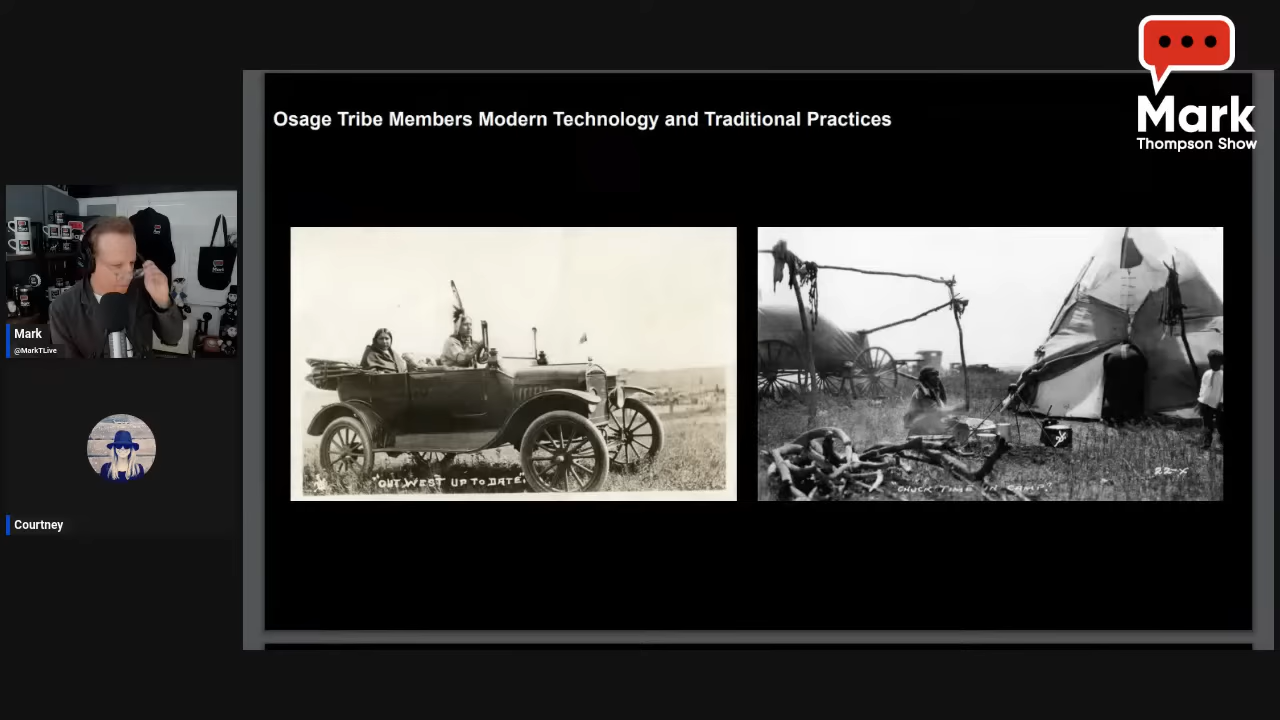 Osage Tribe Members Modern Technology and Traditional Practices
Mark
Thompson Show
Mark
@MarkTLive
"OUT WEST UP TO DATE."
"CHUCK TIME IN CAMP."
22-X
Courtney